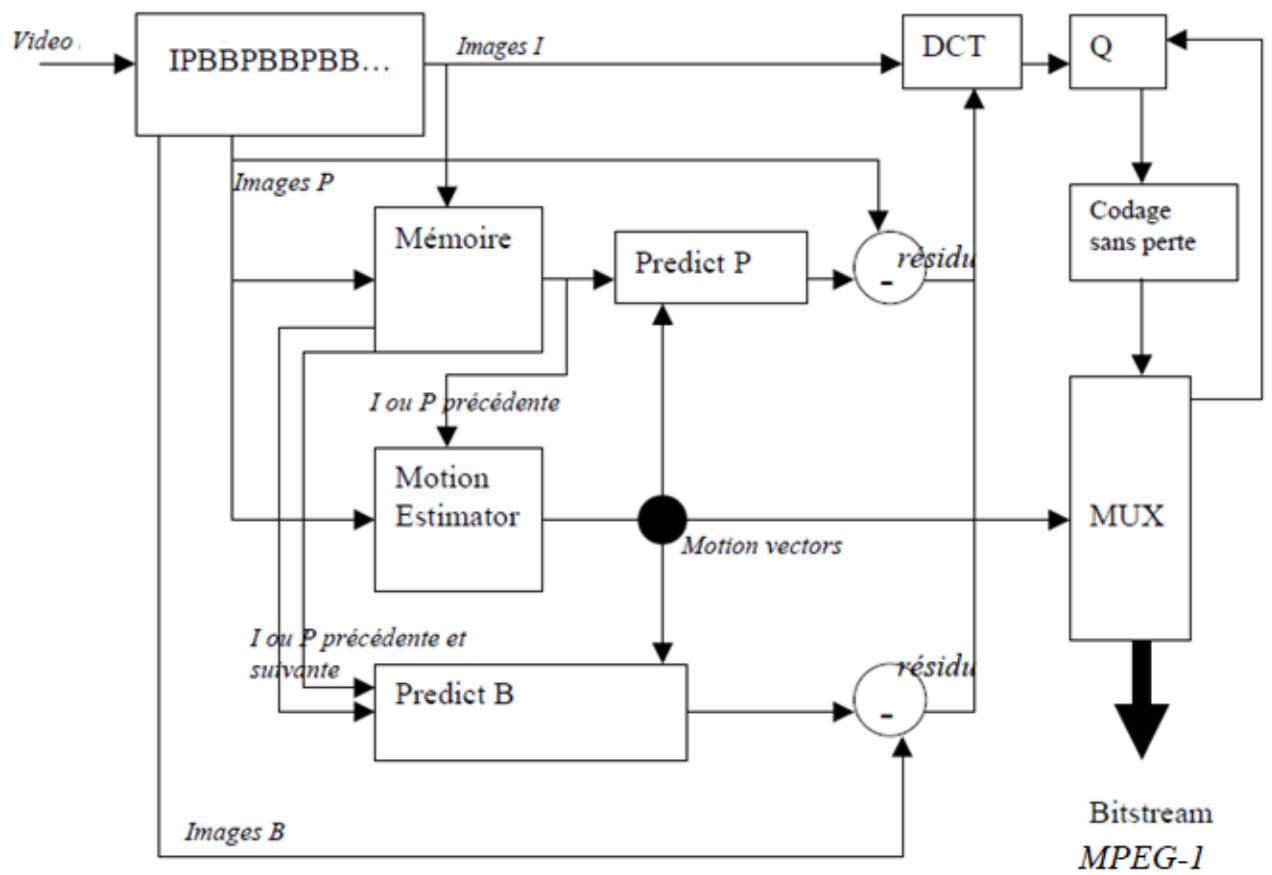 Video
IPBBPBBPBB...
Images I
DCT
Q
Images P
Mémoire
Predict P
-
résidu
Codage
sans perte
I ou P précédente
Motion
Estimator
Motion vectors
MUX
I ou P précédente et
suivante
Predict B
-
résidu
Images B
Bitstream
MPEG-1